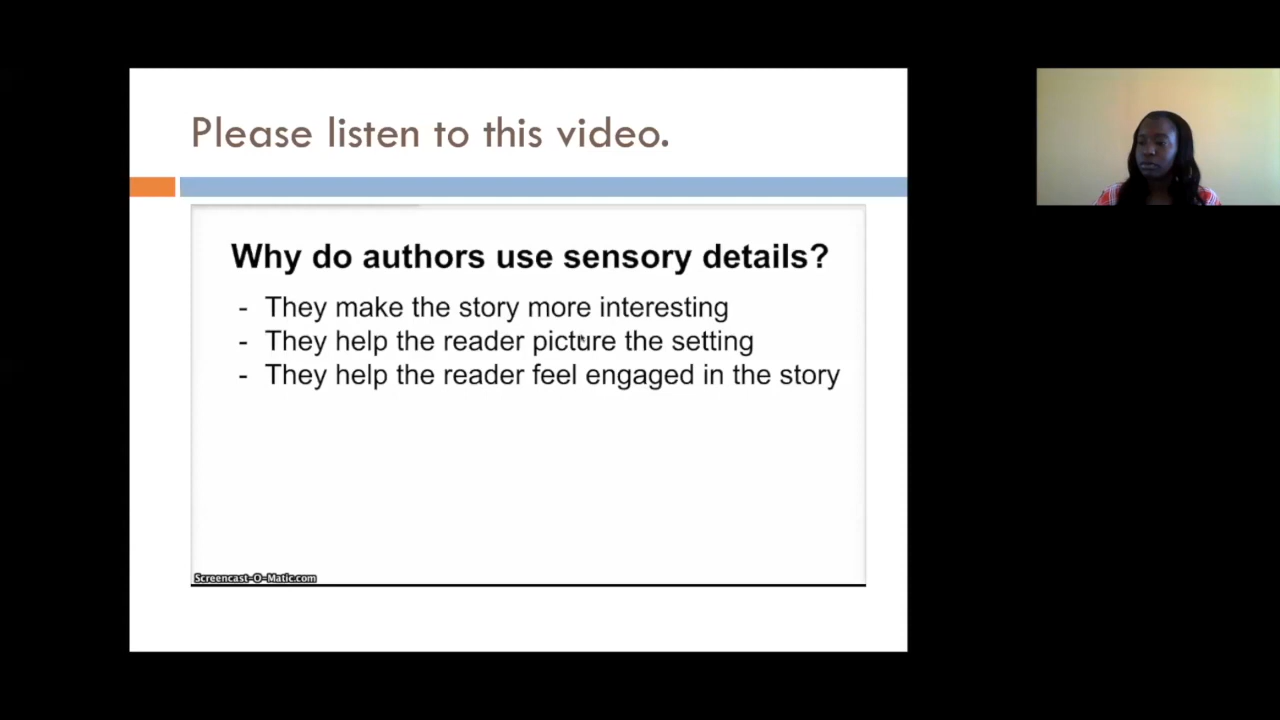 Please listen to this video.
Why do authors use sensory details?
- They make the story more interesting
- They help the reader picture the setting
- They help the reader feel engaged in the story
Screencast-O-Matic.com